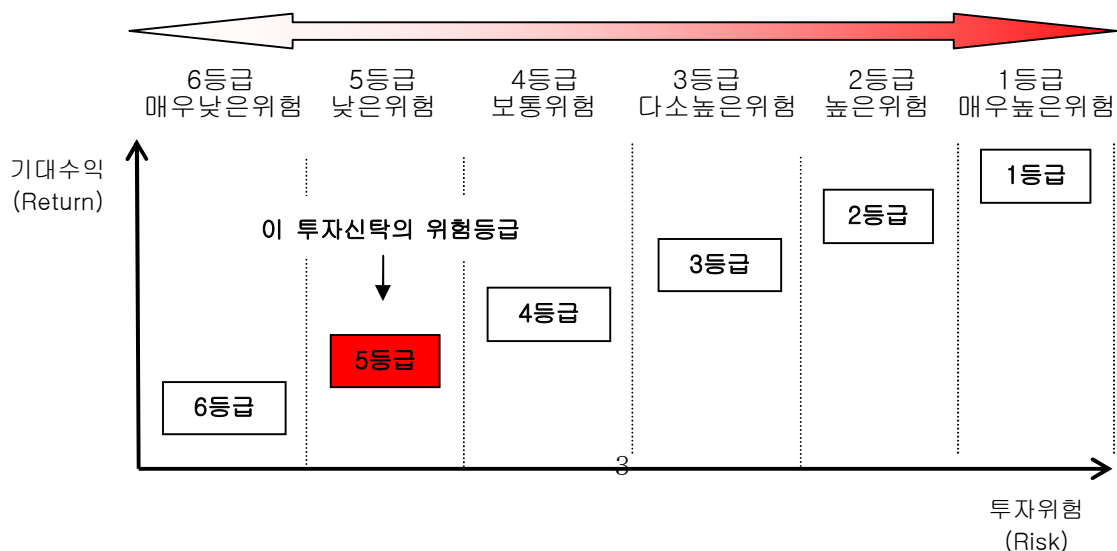 6등급 5등급 4등급 3등급 2등급 1등급
매우낮은위험 낮은위험 보통위험 다소높은위험 높은위험 매우높은위험
기대수익
(Return)
1등급
2등급
이 투자신탁의 위험등급
3등급
4등급
5등급
6등급
3
투자위험
(Risk)